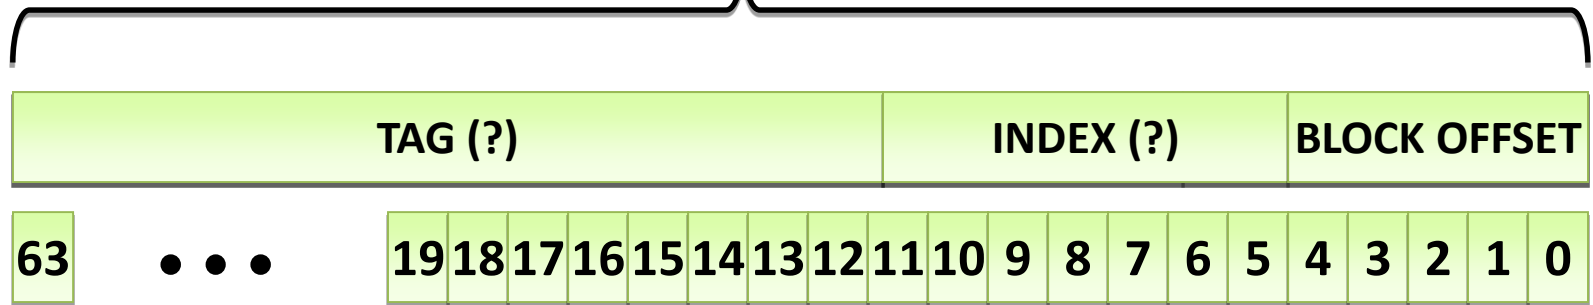 TAG (?) INDEX (?) BLOCK OFFSET
63 ● ● ● 19 18 17 16 15 14 13 12 11 10 9 8 7 6 5 4 3 2 1 0